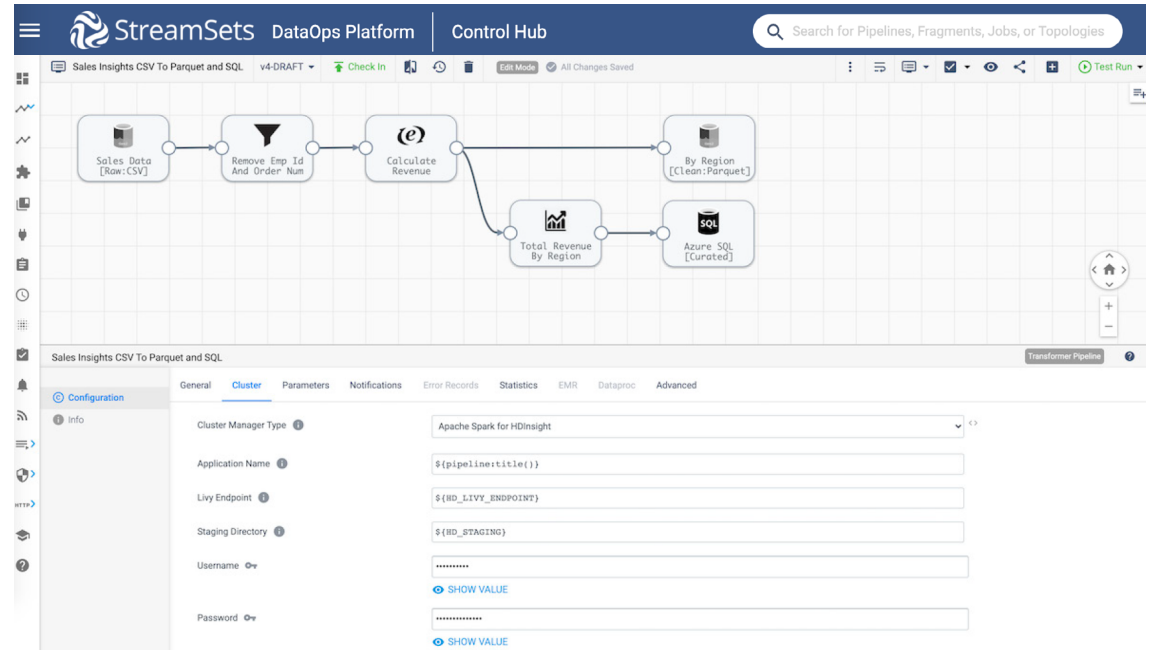 StreamSets DataOps Platform Control Hub
Search for Pipelines, Fragments, Jobs, or Topologies
Sales Insights CSV To Parquet and SQL v4-DRAFT Check In Edit Mode All Changes Saved Test Run
Sales Data
[Raw:CSV]
Remove Emp Id
And Order Num
(e)
Calculate
Revenue
By Region
[Clean:Parquet]
Total Revenue
By Region
SQL
Azure SQL
[Curated]
Sales Insights CSV To Parquet and SQL Transformer Pipeline
Configuration
Info
General Cluster Parameters Notifications Error Records Statistics EMR Dataproc Advanced
Cluster Manager Type Apache Spark for HDInsight
Application Name ${pipeline:title()}
Livy Endpoint ${HD_LIVY_ENDPOINT}
Staging Directory ${HD_STAGING}
HTTP
Username ••••••••••
SHOW VALUE
Password ••••••••••••••
SHOW VALUE